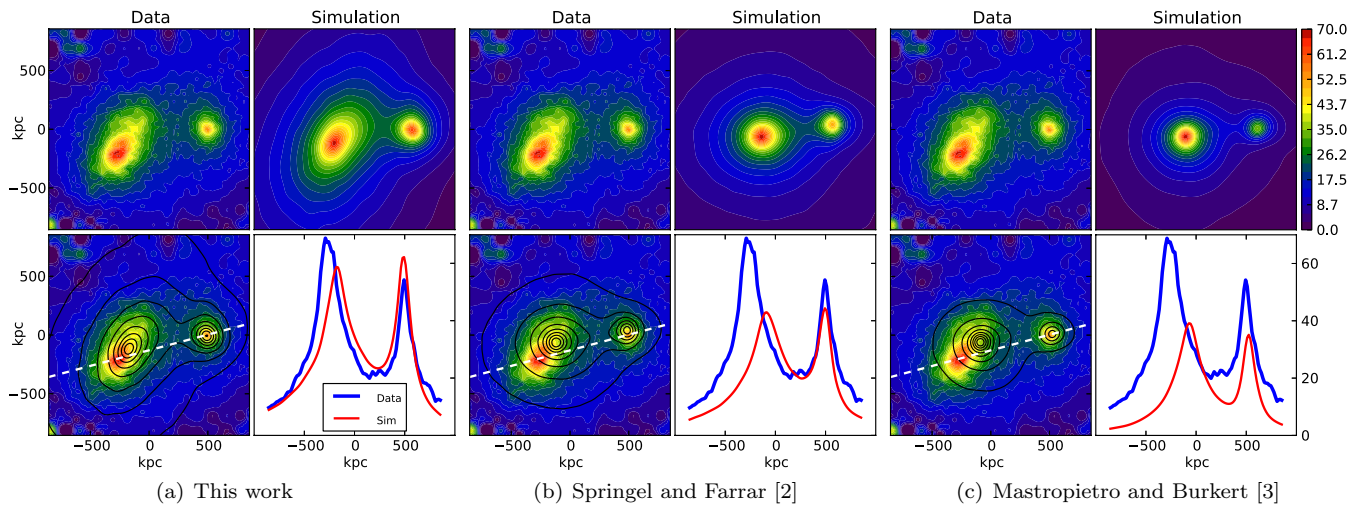 Data Simulation Data Simulation Data Simulation
500
0
−500
kpc
70.0
61.2
52.5
43.7
35.0
26.2
17.5
8.7
0.0
500
0
−500
kpc
Data
Sim
60
40
20
0
−500 0 500 −500 0 500 −500 0 500 −500 0 500 −500 0 500 −500 0 500
kpc kpc kpc kpc kpc kpc
(a) This work (b) Springel and Farrar [2] (c) Mastropietro and Burkert [3]